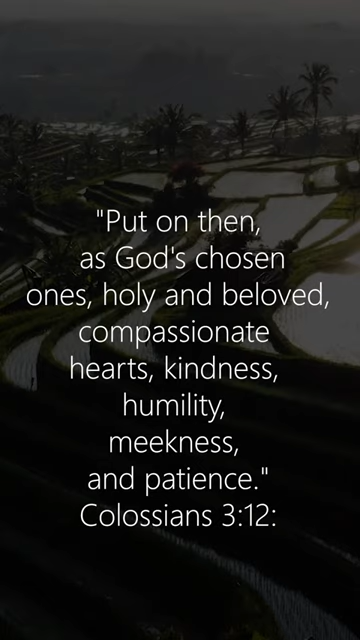 "Put on then,
as God's chosen
ones, holy and beloved,
compassionate
hearts, kindness,
humility,
meekness,
and patience."
Colossians 3:12: